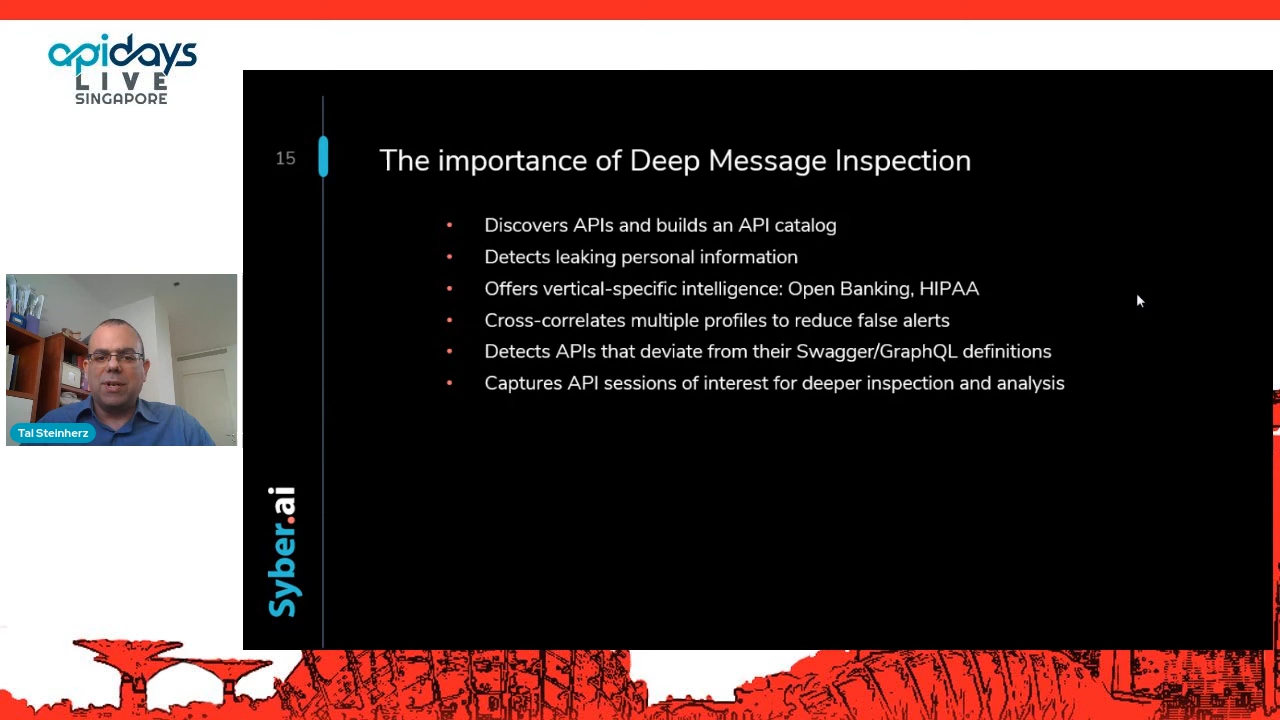 apidays
LIVE
SINGAPORE
15
The importance of Deep Message Inspection
• Discovers APIs and builds an API catalog
• Detects leaking personal information
• Offers vertical-specific intelligence: Open Banking, HIPAA
• Cross-correlates multiple profiles to reduce false alerts
• Detects APIs that deviate from their Swagger/GraphQL definitions
• Captures API sessions of interest for deeper inspection and analysis
Tal Steinherz
Syber.ai